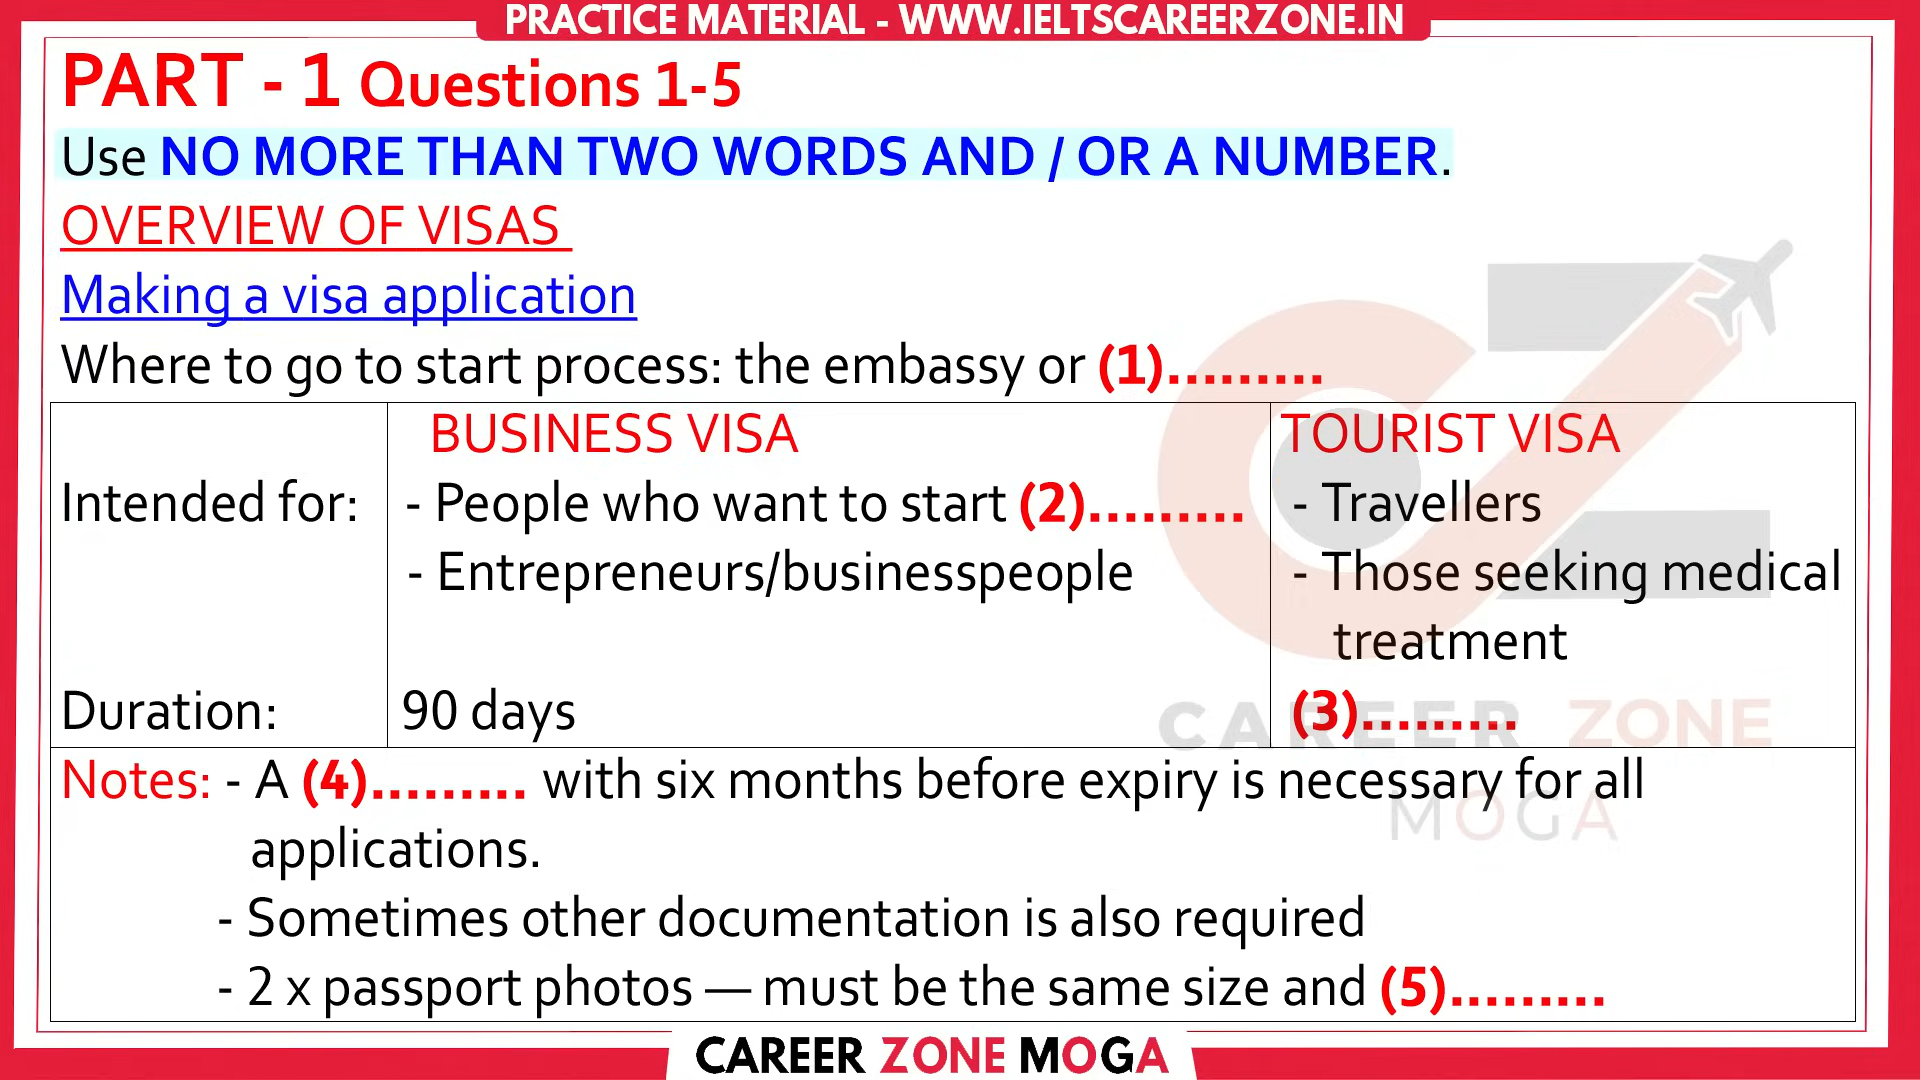 PRACTICE MATERIAL - WWW.IELTSCAREERZONE.IN
PART - 1 Questions 1-5
Use NO MORE THAN TWO WORDS AND / OR A NUMBER.
OVERVIEW OF VISAS
Making a visa application
Where to go to start process: the embassy or (1).........
BUSINESS VISA TOURIST VISA
Intended for: - People who want to start (2)......... - Travellers
- Entrepreneurs/businesspeople - Those seeking medical
treatment
Duration: 90 days (3).........
CAREER ZONE
Notes: - A (4)......... with six months before expiry is necessary for all
MOGA
applications.
- Sometimes other documentation is also required
- 2 x passport photos — must be the same size and (5).........
CAREER ZONE MOGA